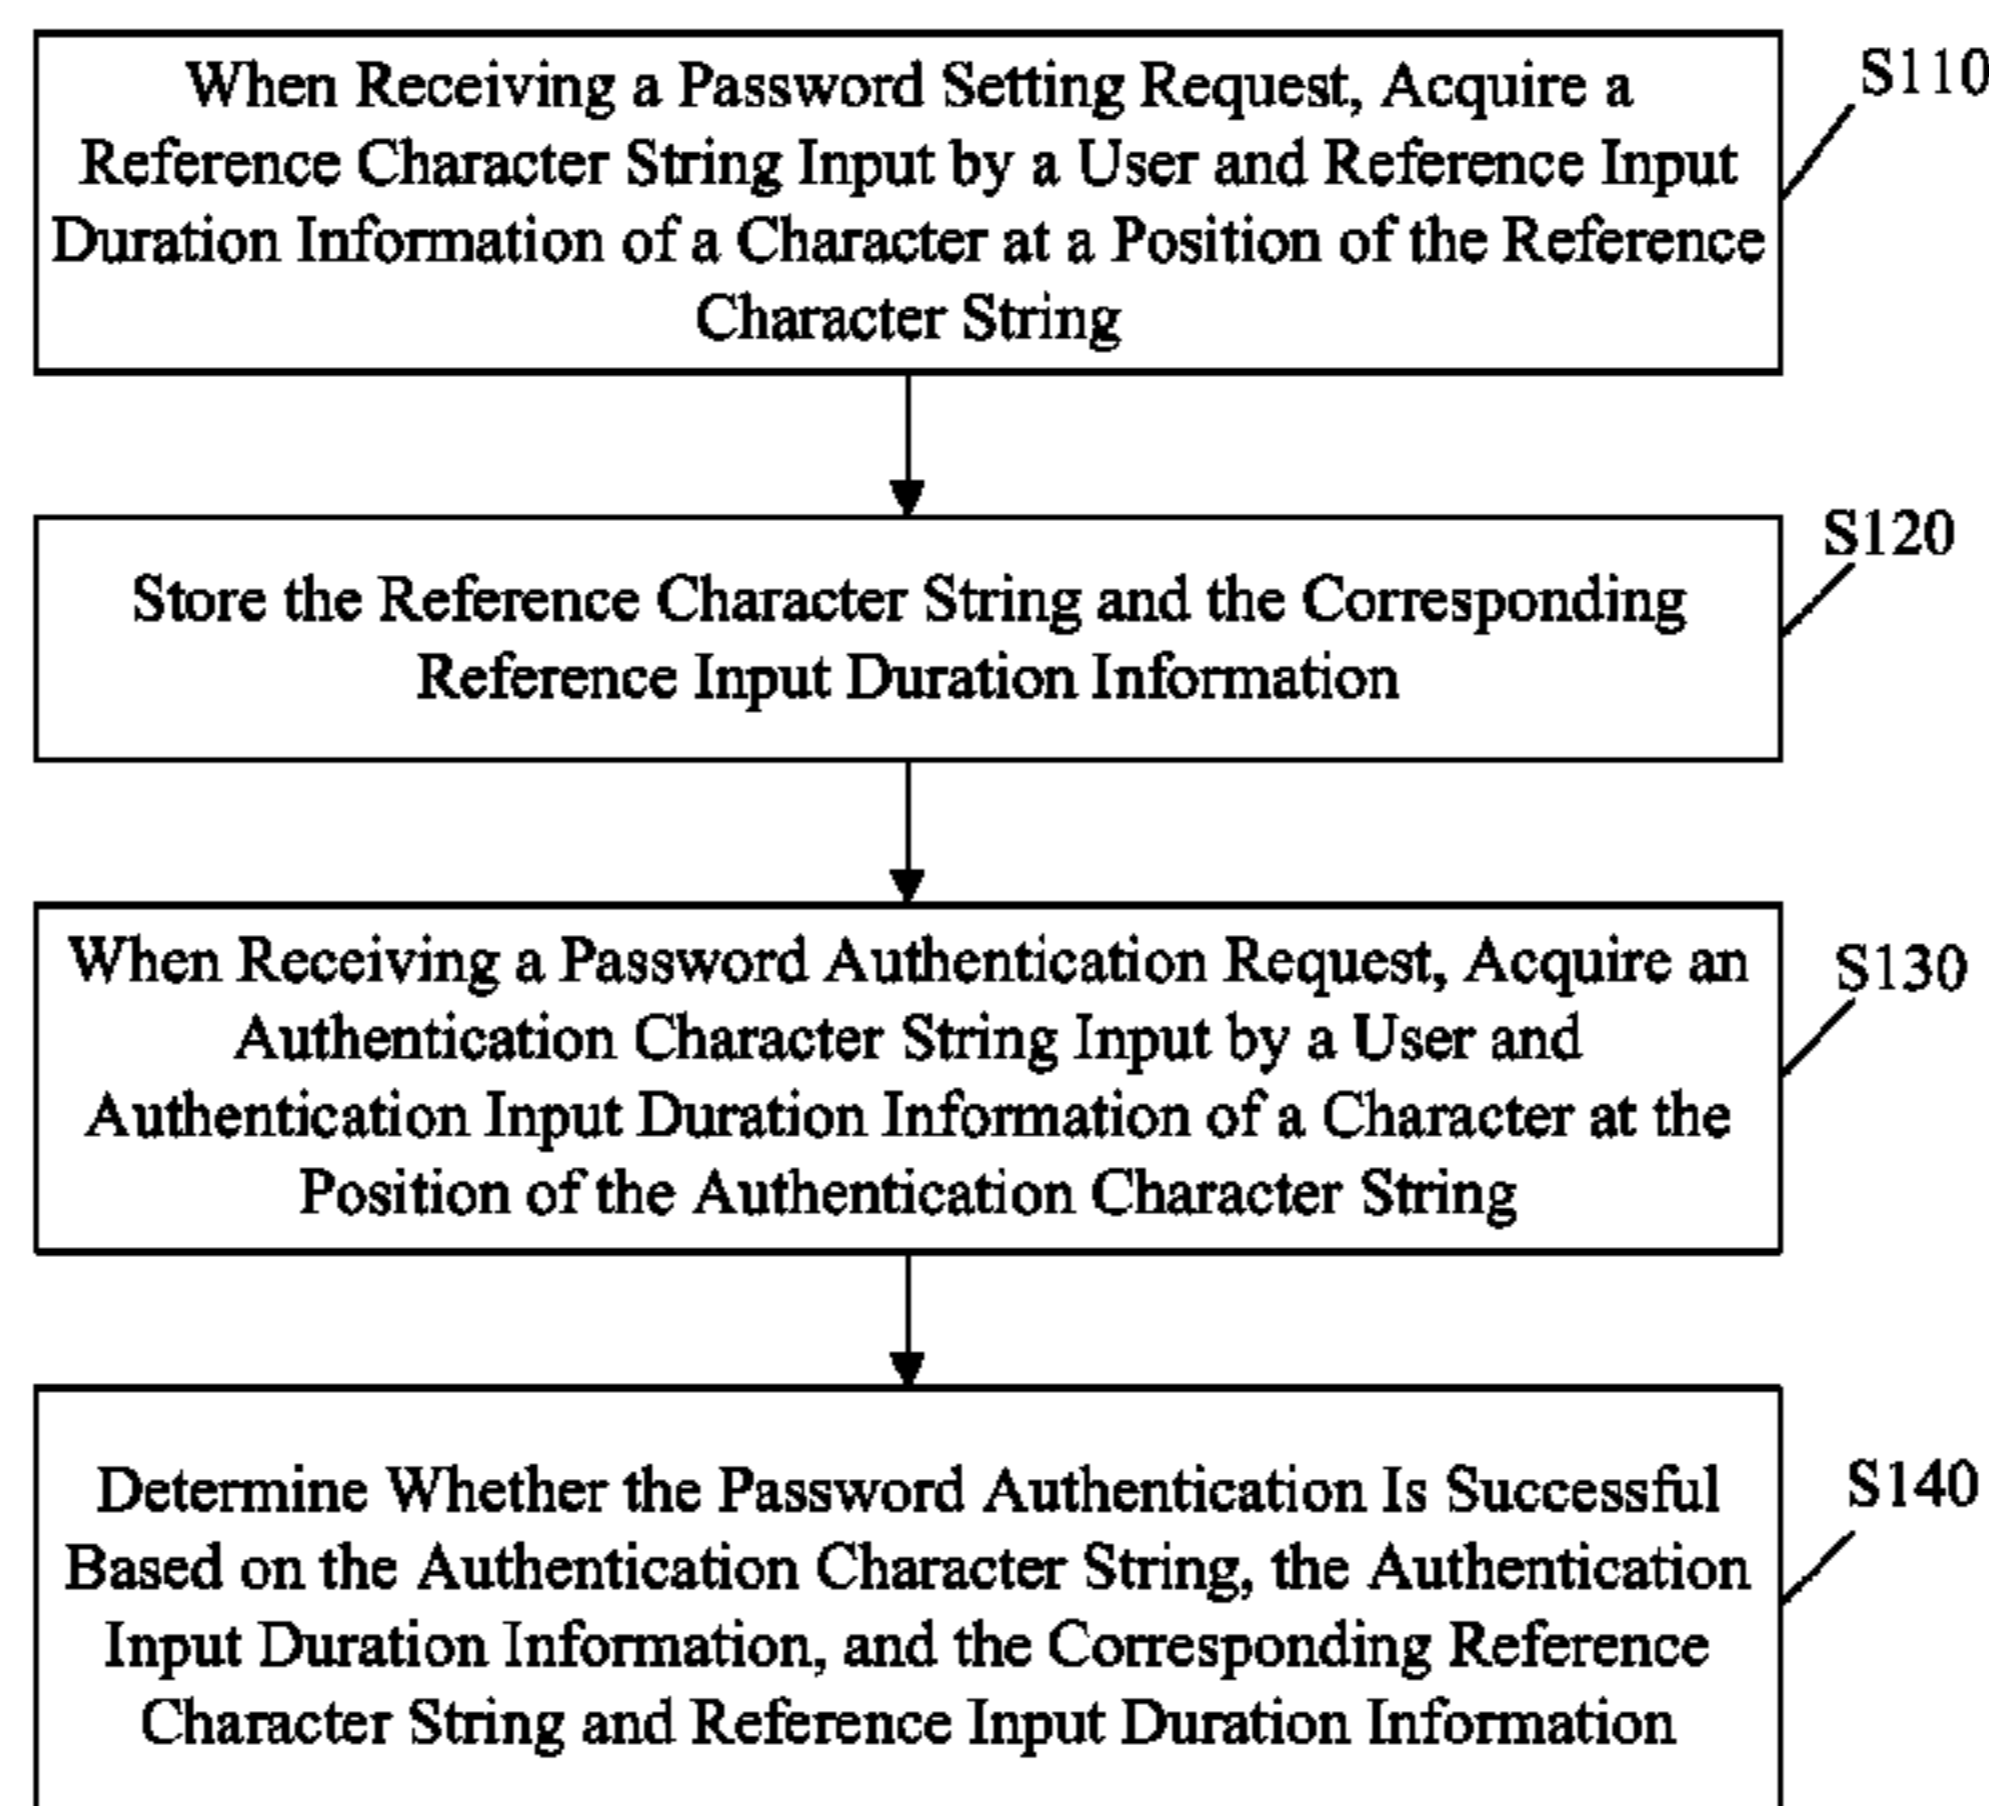 When Receiving a Password Setting Request, Acquire a
Reference Character String Input by a User and Reference Input
Duration Information of a Character at a Position of the Reference
Character String
S110
Store the Reference Character String and the Corresponding
Reference Input Duration Information
S120
When Receiving a Password Authentication Request, Acquire an
Authentication Character String Input by a User and
Authentication Input Duration Information of a Character at the
Position of the Authentication Character String
S130
Determine Whether the Password Authentication Is Successful
Based on the Authentication Character String, the Authentication
Input Duration Information, and the Corresponding Reference
Character String and Reference Input Duration Information
S140